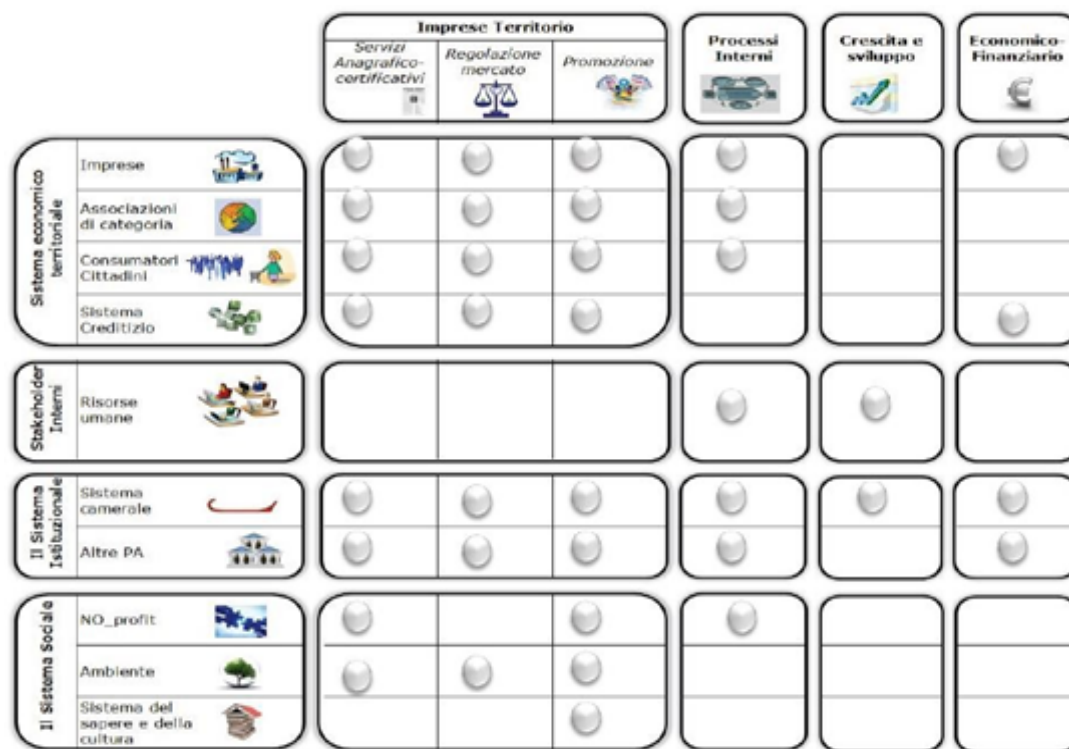 Imprese Territorio
Servizi
Anagrafico-
certificativi
Regolazione
mercato
Promozione
Processi
Interni
Crescita e
sviluppo
Economico-
Finanziario
€
Sistema economico
territoriale
Imprese
Associazioni
di categoria
Consumatori
Cittadini
Sistema
Creditizio
Stakeholder
Interni
Risorse
umane
Il Sistema
Istituzionale
Sistema
camerale
Altre PA
Il Sistema Sociale
NO_profit
Ambiente
Sistema del
sapere e della
cultura